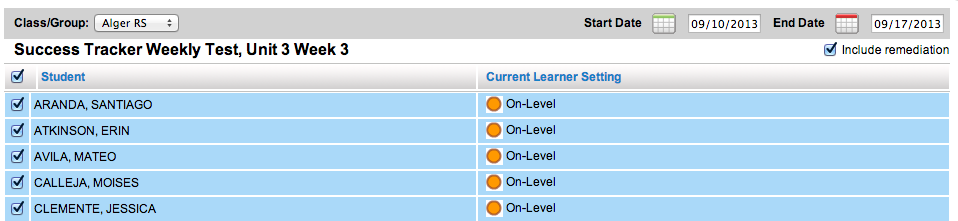 Class/Group: Alger RS Start Date 09/10/2013 End Date 09/17/2013
Success Tracker Weekly Test, Unit 3 Week 3 Include remediation
Student Current Learner Setting
ARANDA, SANTIAGO On-Level
ATKINSON, ERIN On-Level
AVILA, MATEO On-Level
CALLEJA, MOISES On-Level
CLEMENTE, JESSICA On-Level